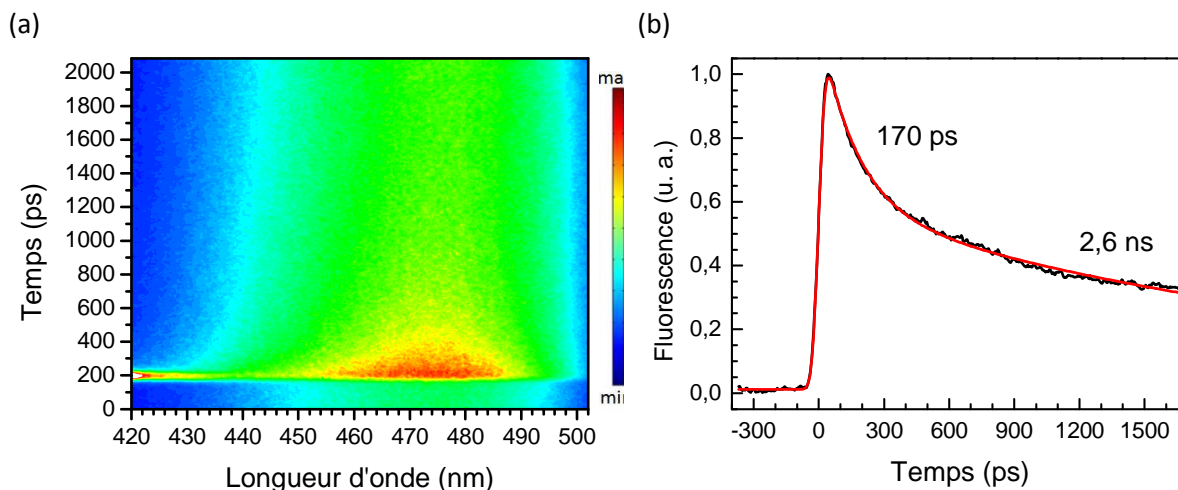 (a)
2000
1800
1600
1400
1200
1000
800
600
400
200
0
Temps (ps)
420 430 440 450 460 470 480 490 500
Longueur d'onde (nm)
ma
min
(b)
1,0
0,8
0,6
0,4
0,2
0,0
Fluorescence (u. a.)
170 ps
2,6 ns
-300 0 300 600 900 1200 1500
Temps (ps)